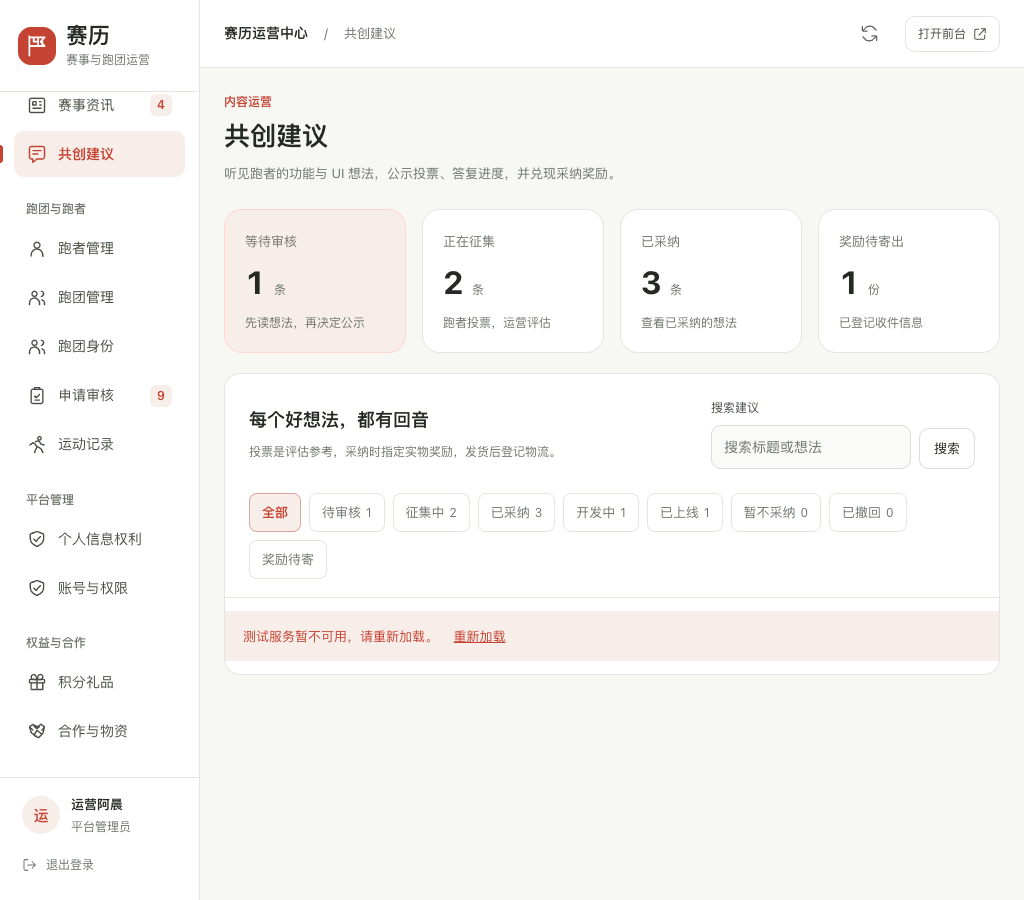 赛历
赛事与跑团运营
赛事资讯 4
共创建议
跑团与跑者
跑者管理
跑团管理
跑团身份
申请审核 9
运动记录
平台管理
个人信息权利
账号与权限
权益与合作
积分礼品
合作与物资
运
运营阿晨
平台管理员
退出登录
赛历运营中心 / 共创建议
打开前台
内容运营
共创建议
听见跑者的功能与 UI 想法，公示投票、答复进度，并兑现采纳奖励。
等待审核
1 条
先读想法，再决定公示
正在征集
2 条
跑者投票，运营评估
已采纳
3 条
查看已采纳的想法
奖励待寄出
1 份
已登记收件信息
每个好想法，都有回音
投票是评估参考，采纳时指定实物奖励，发货后登记物流。
搜索建议
搜索标题或想法 搜索
全部 待审核 1 征集中 2 已采纳 3 开发中 1 已上线 1 暂不采纳 0 已撤回 0
奖励待寄
测试服务暂不可用，请重新加载。 重新加载